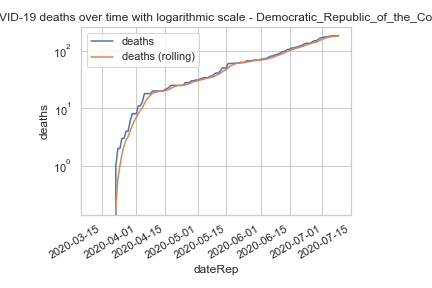 VID-19 deaths over time with logarithmic scale - Democratic_Republic_of_the_Co
deaths
deaths (rolling)
10²
10¹
10⁰
deaths
2020-03-15
2020-04-01
2020-04-15
2020-05-01
2020-05-15
2020-06-01
2020-06-15
2020-07-01
2020-07-15
dateRep